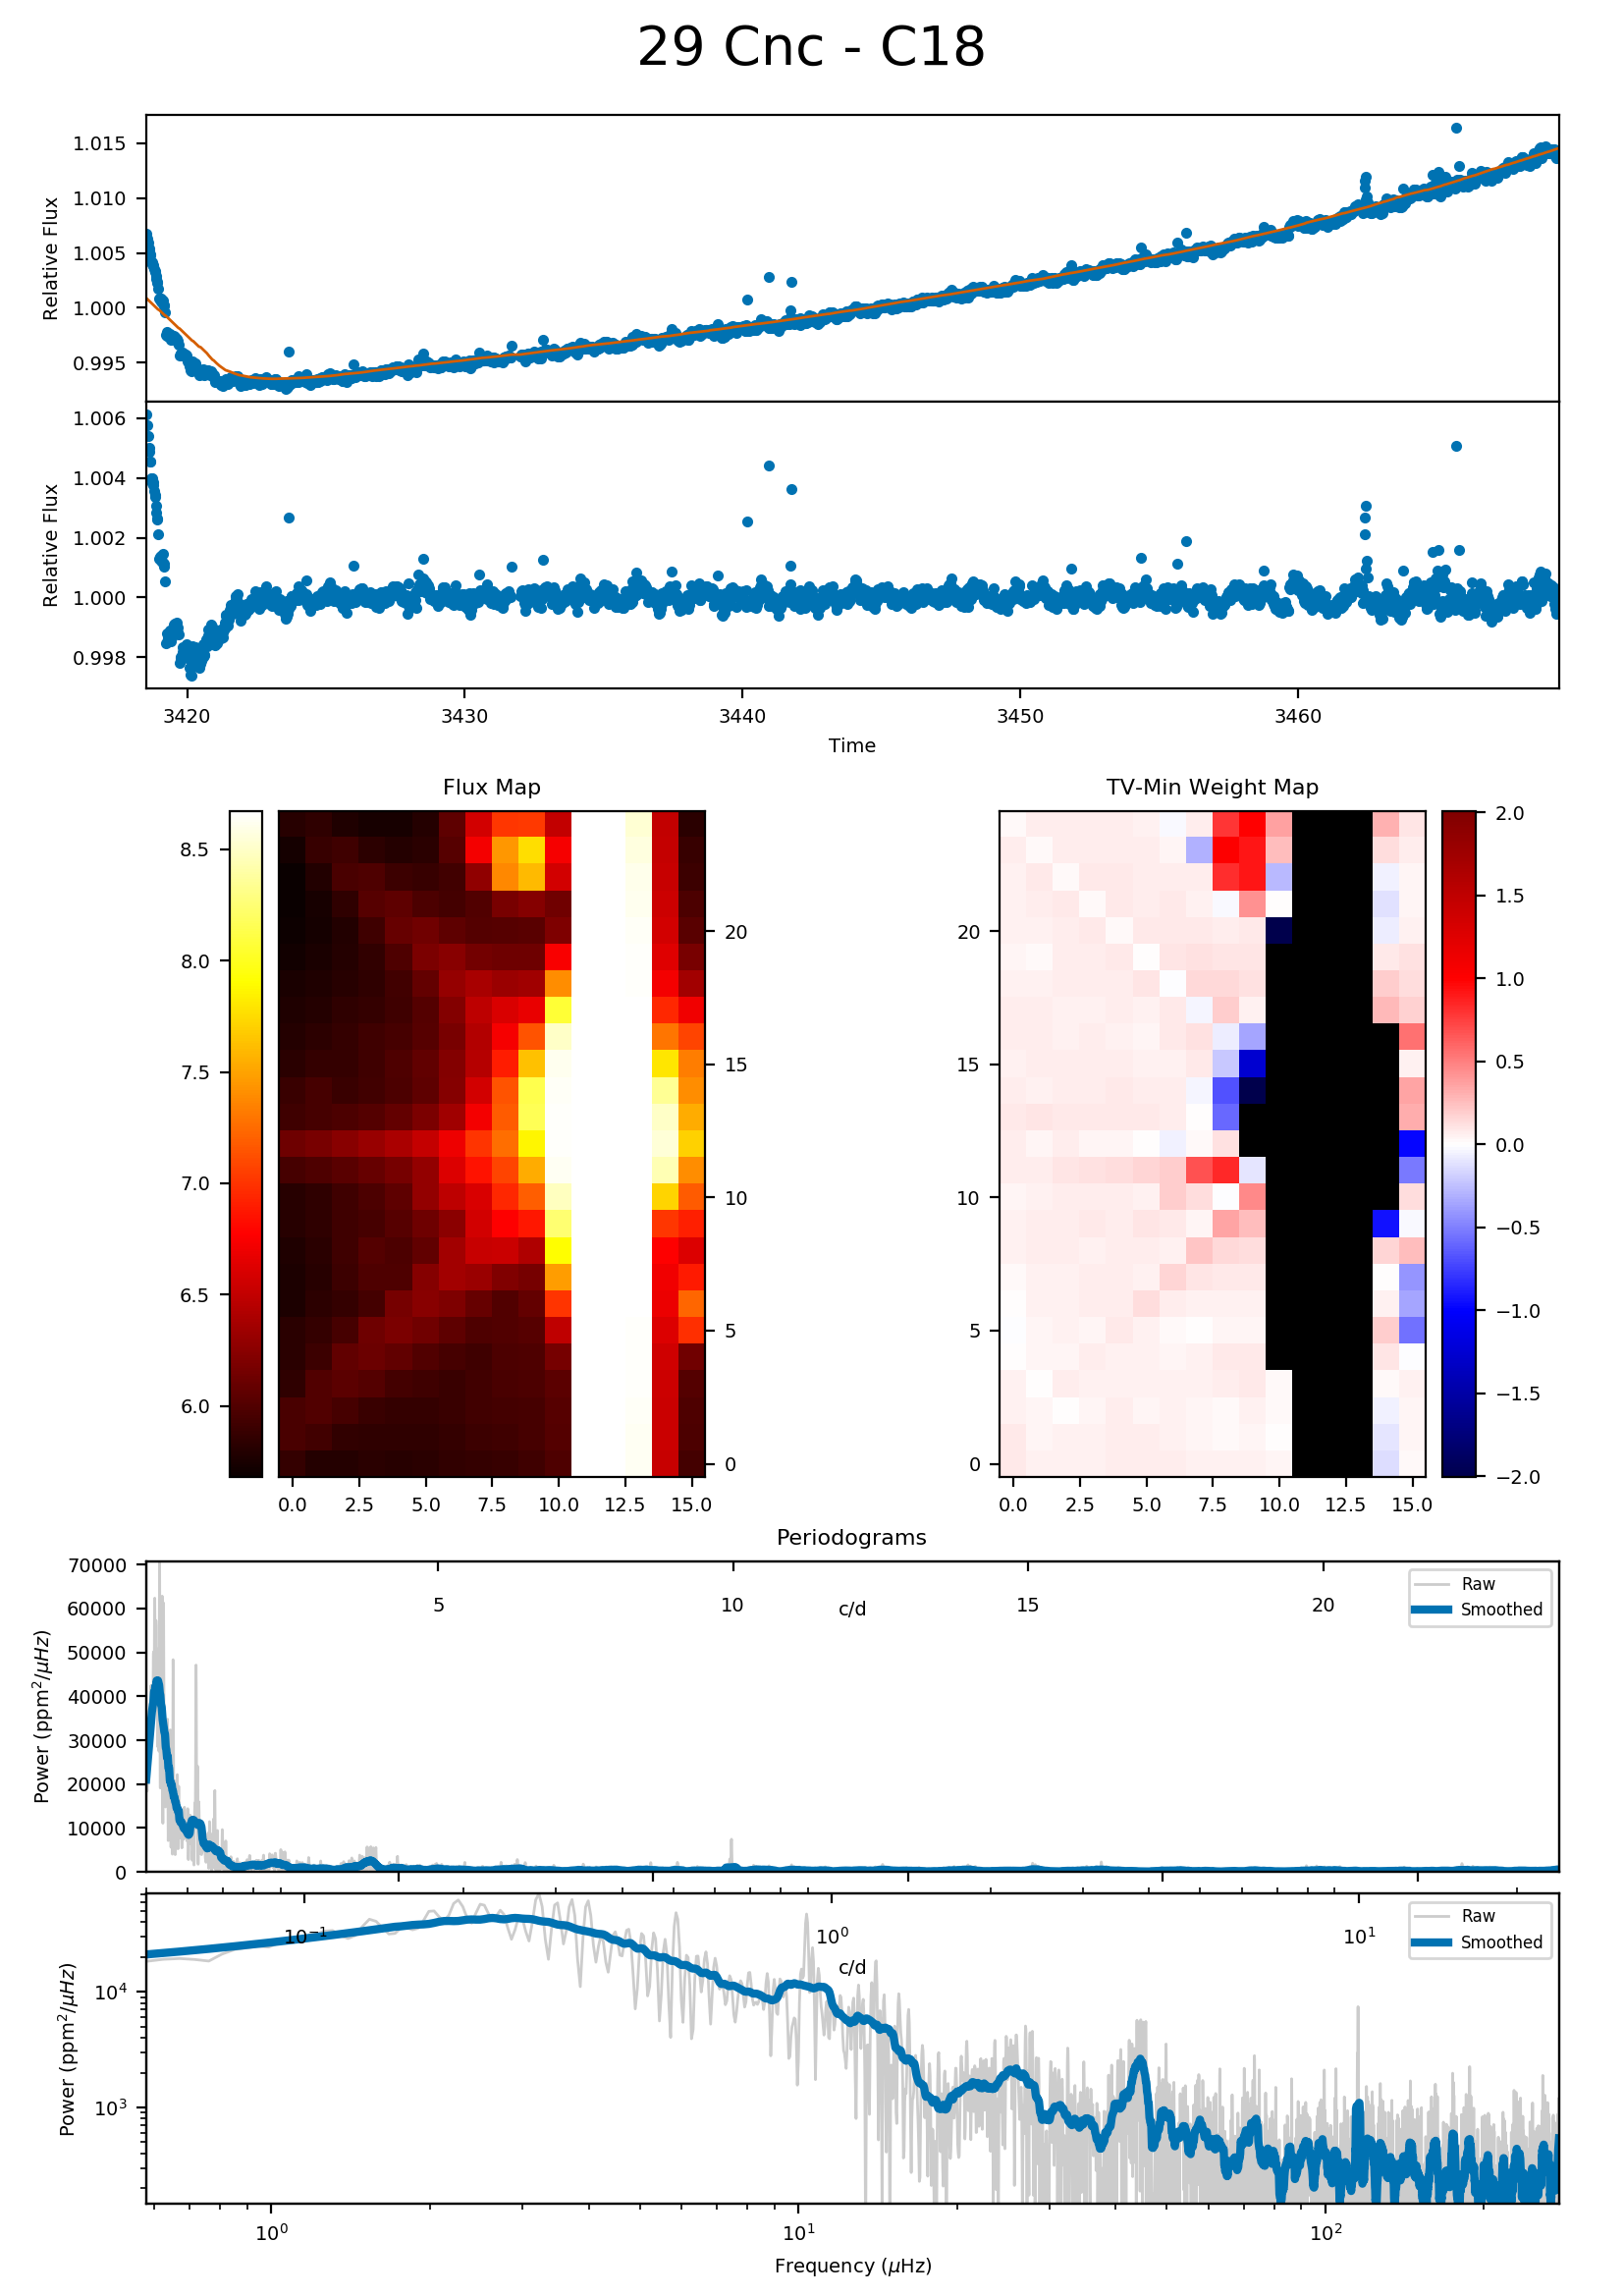 29 Cnc - C18
1.015
1.010
1.005
1.000
0.995
Relative Flux
1.006
1.004
1.002
1.000
0.998
Relative Flux
3420 3430 3440 3450 3460
Time
Flux Map
8.5
8.0
7.5
7.0
6.5
6.0
20
15
10
5
0
0.0 2.5 5.0 7.5 10.0 12.5 15.0
TV-Min Weight Map
20
15
10
5
0
2.0
1.5
1.0
0.5
0.0
−0.5
−1.0
−1.5
−2.0
0.0 2.5 5.0 7.5 10.0 12.5 15.0
Periodograms
70000
60000
50000
40000
30000
20000
10000
0
Power (ppm²/μHz)
5 10 15 20
c/d
Raw
Smoothed
10⁻¹ 10⁰ 10¹
c/d
Raw
Smoothed
10⁴
10³
Power (ppm²/μHz)
10⁰ 10¹ 10²
Frequency (μHz)